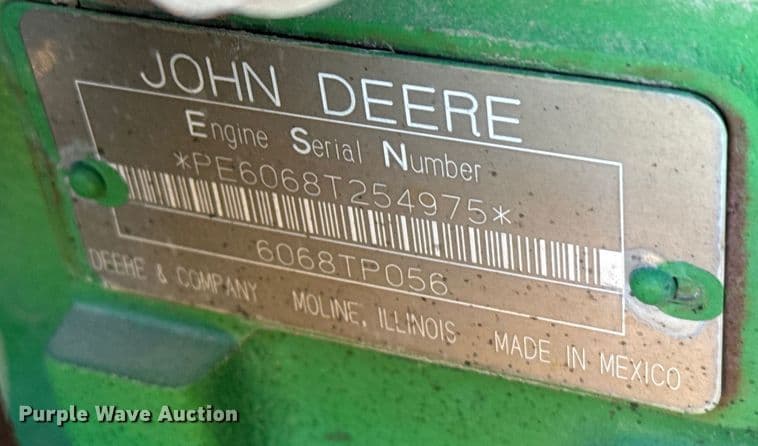 JOHN DEERE
Engine Serial Number
*PE6068T254975*
6068TP056
DEERE & COMPANY MOLINE, ILLINOIS MADE IN MEXICO
Purple Wave Auction